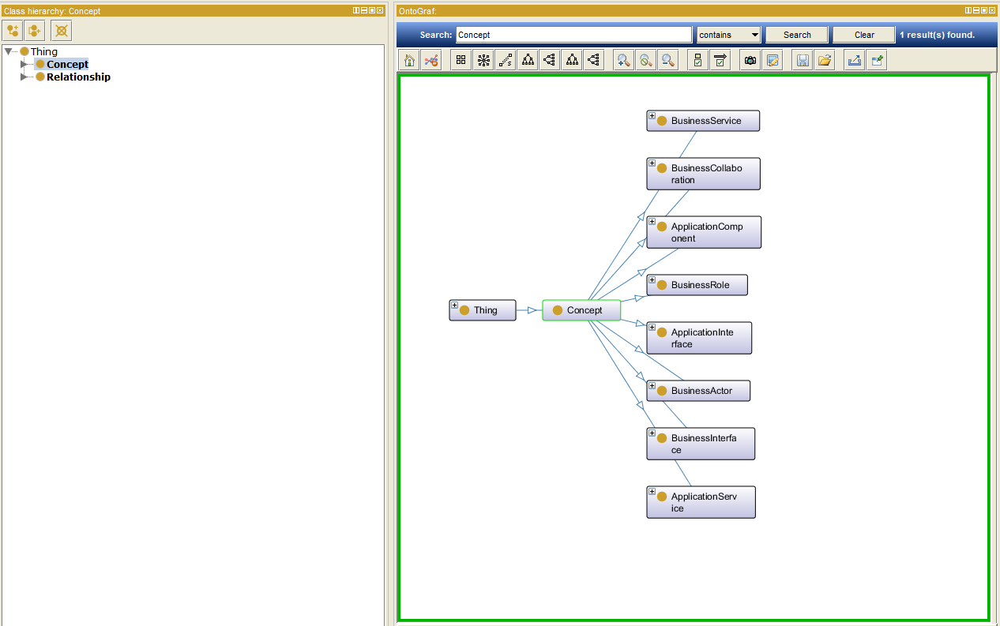 Class hierarchy: Concept
Thing
Concept
Relationship
OntoGraf:
Search: Concept contains Search Clear 1 result(s) found.
BusinessService
BusinessCollabo
ration
ApplicationComp
onent
BusinessRole
Thing
Concept
ApplicationInte
rface
BusinessActor
BusinessInterfa
ce
ApplicationServ
ice